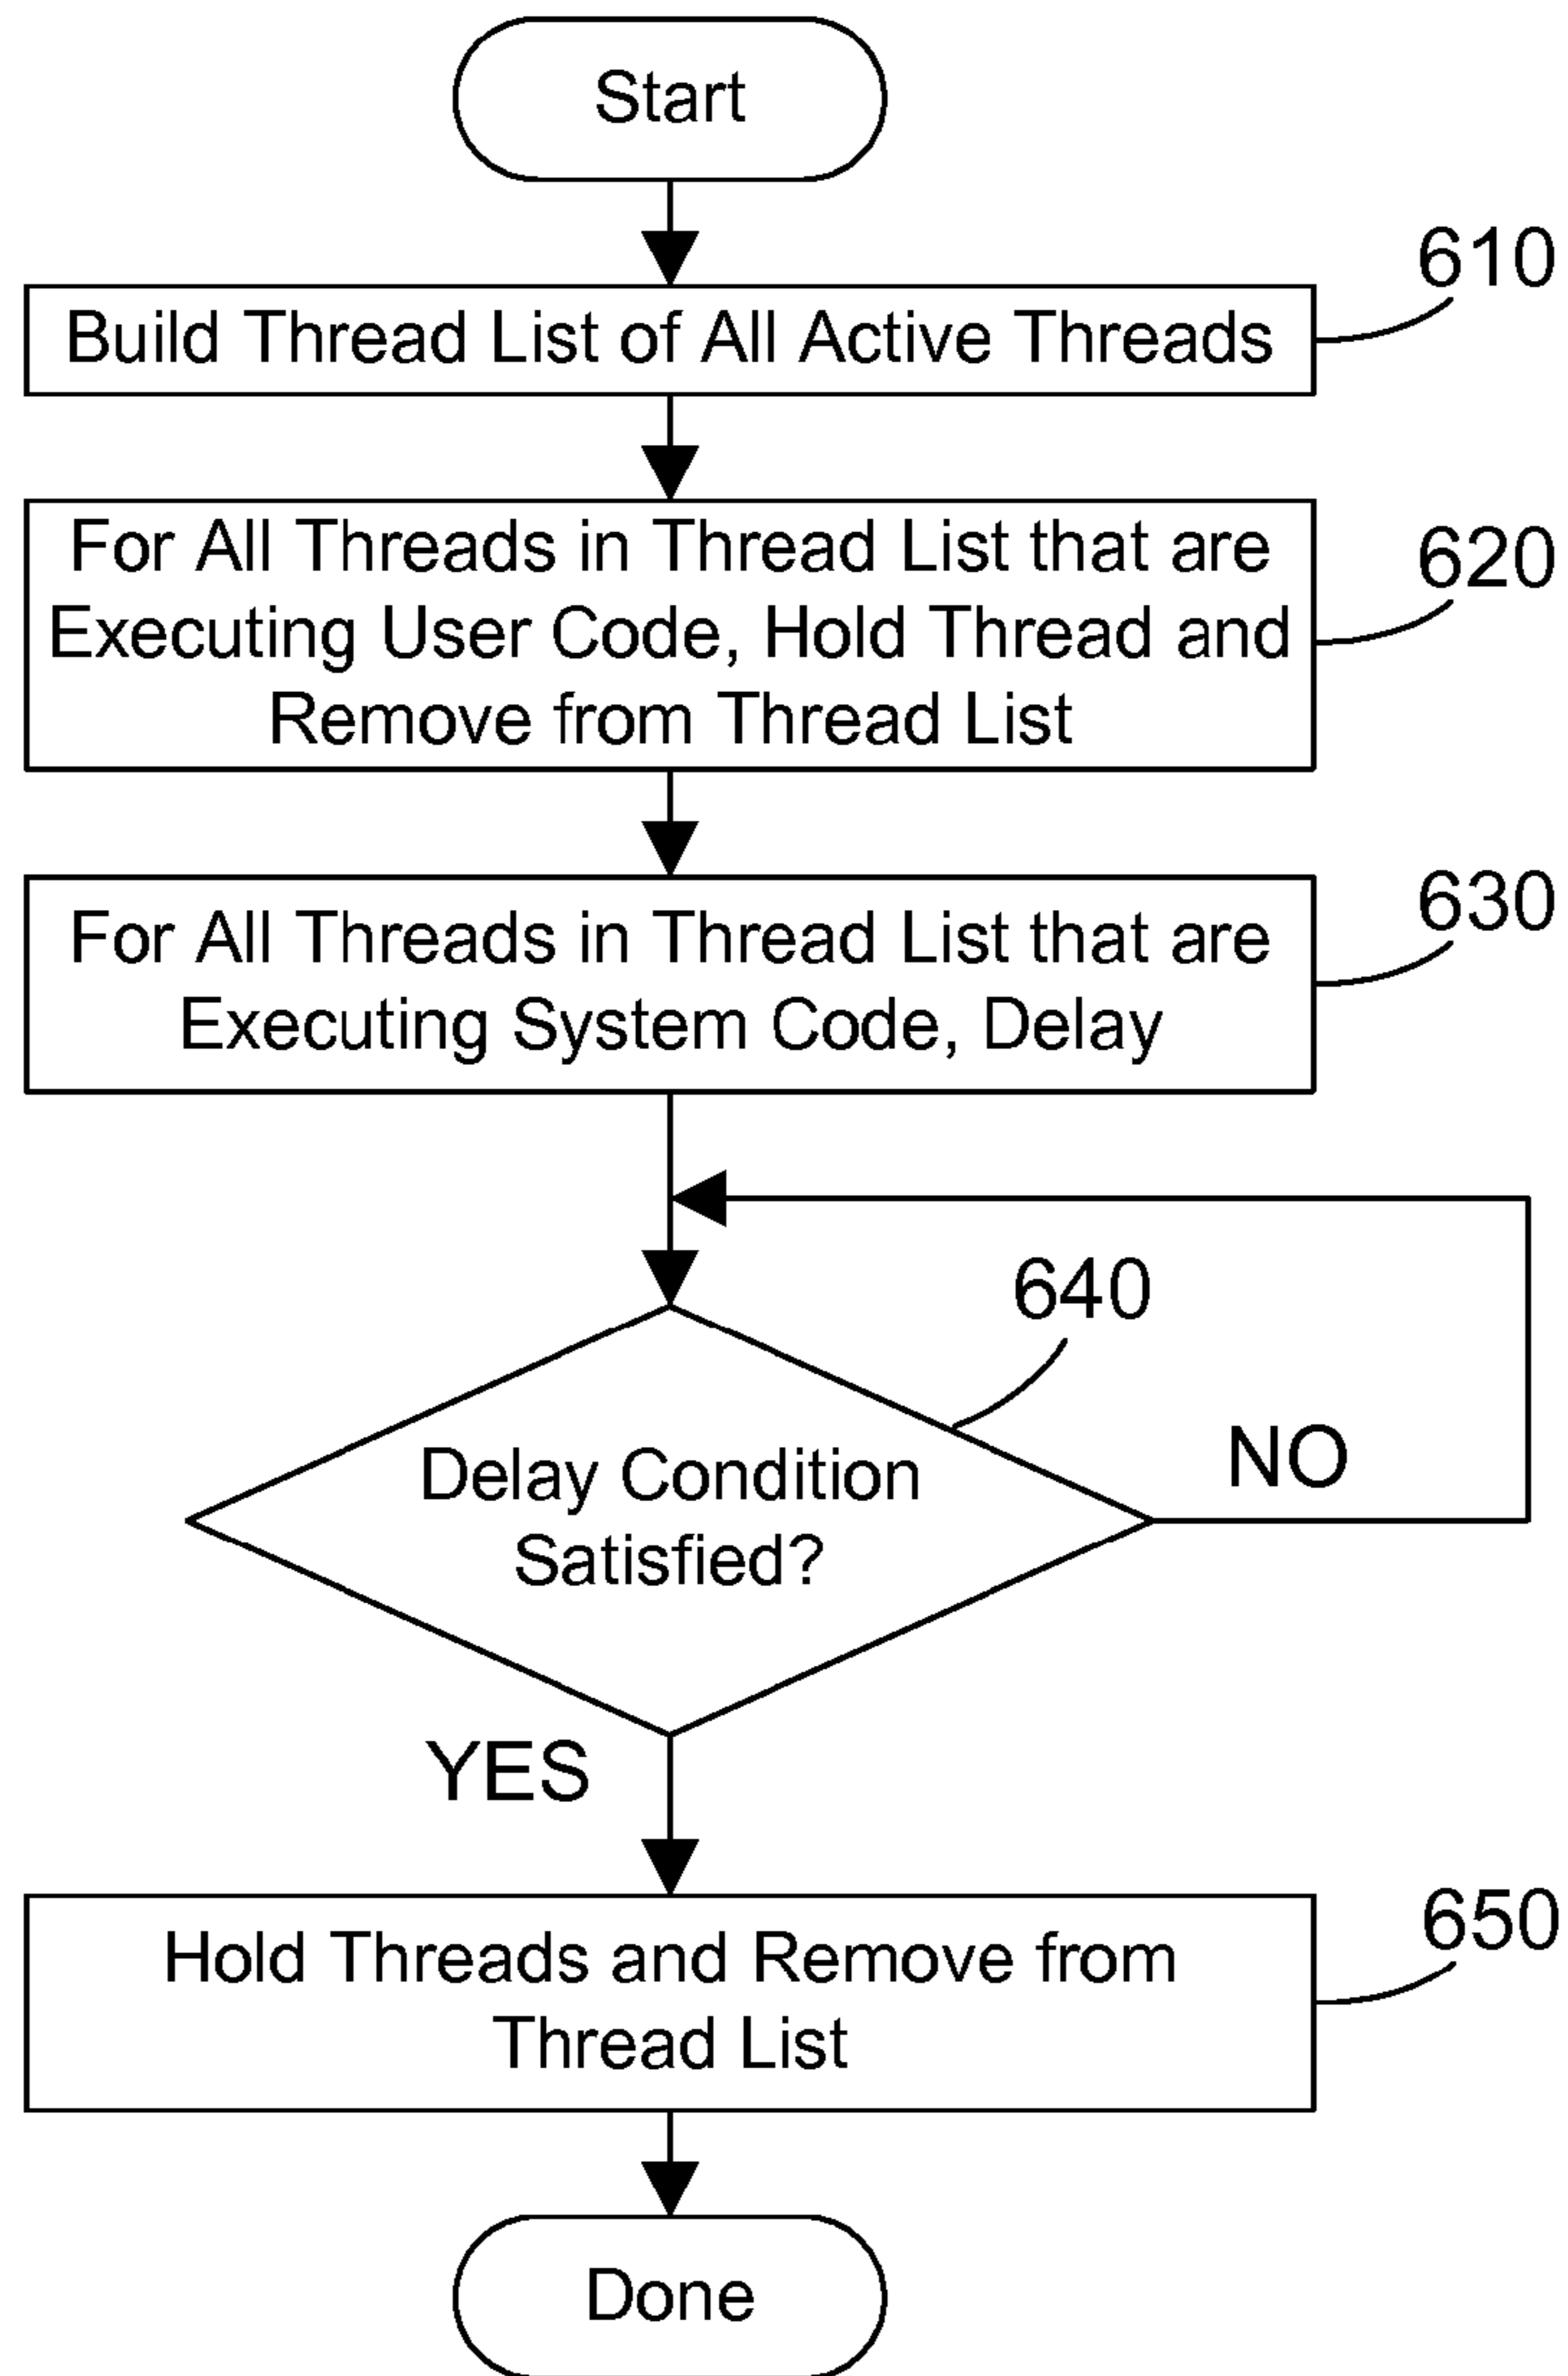 Start
610
Build Thread List of All Active Threads
620
For All Threads in Thread List that are
Executing User Code, Hold Thread and
Remove from Thread List
630
For All Threads in Thread List that are
Executing System Code, Delay
640
Delay Condition
Satisfied?
NO
YES
650
Hold Threads and Remove from
Thread List
Done